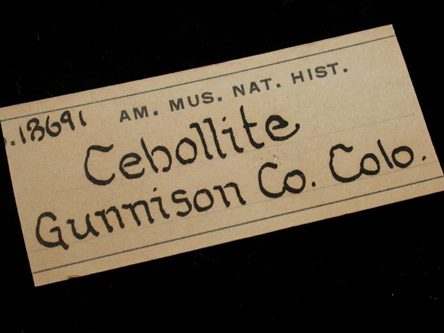 .13691 AM. MUS. NAT. HIST.
Cebollite
Gunnison Co. Colo.